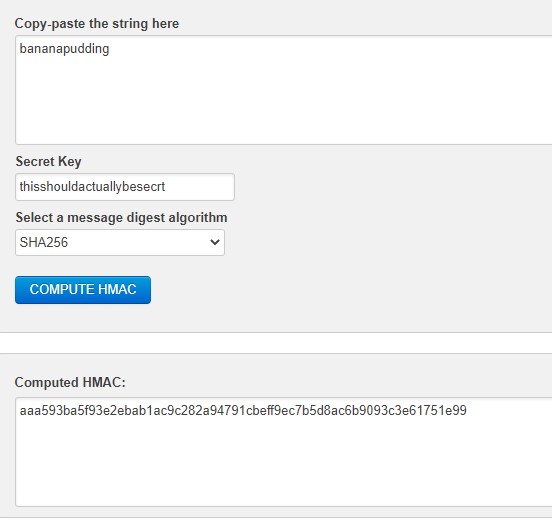 Copy-paste the string here
bananapudding
Secret Key
thisshouldactuallybesecrt
Select a message digest algorithm
SHA256
COMPUTE HMAC
Computed HMAC:
aaa593ba5f93e2ebab1ac9c282a94791cbeff9ec7b5d8ac6b9093c3e61751e99